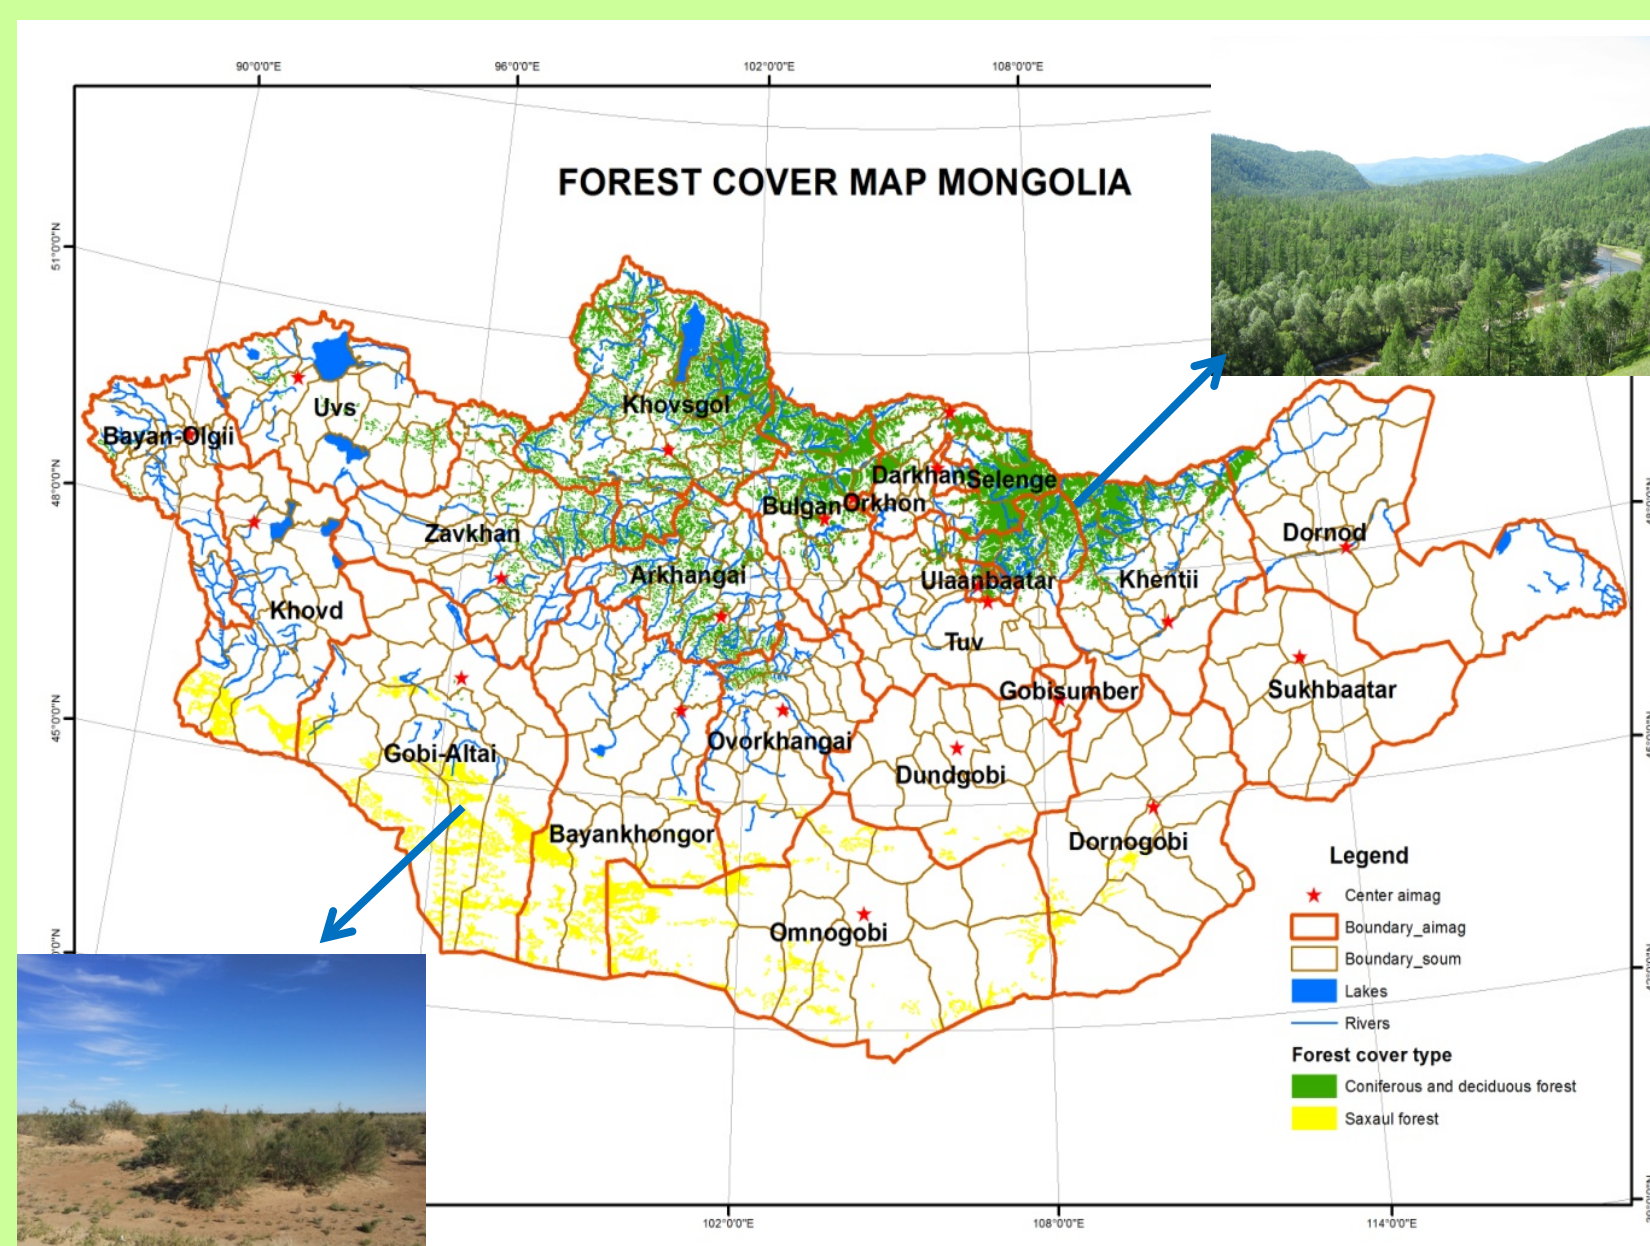 90°0'0"E
96°0'0"E
102°0'0"E
108°0'0"E
FOREST COVER MAP MONGOLIA
51°0'0"N
48°0'0"N
45°0'0"N
Khovsgol
Uvs
Bayan-Olgii
Darkhan
Selenge
Bulgan
Orkhon
Zavkhan
Dornod
Arkhangai
Ulaanbaatar
Khentii
Khovd
Tuv
Gobisumber
Sukhbaatar
Gobi-Altai
Ovorkhangai
Dundgobi
Bayankhongor
Dornogobi
Omnogobi
Legend
Center aimag
Boundary_aimag
Boundary_soum
Lakes
Rivers
Forest cover type
Coniferous and deciduous forest
Saxaul forest
102°0'0"E
108°0'0"E
114°0'0"E